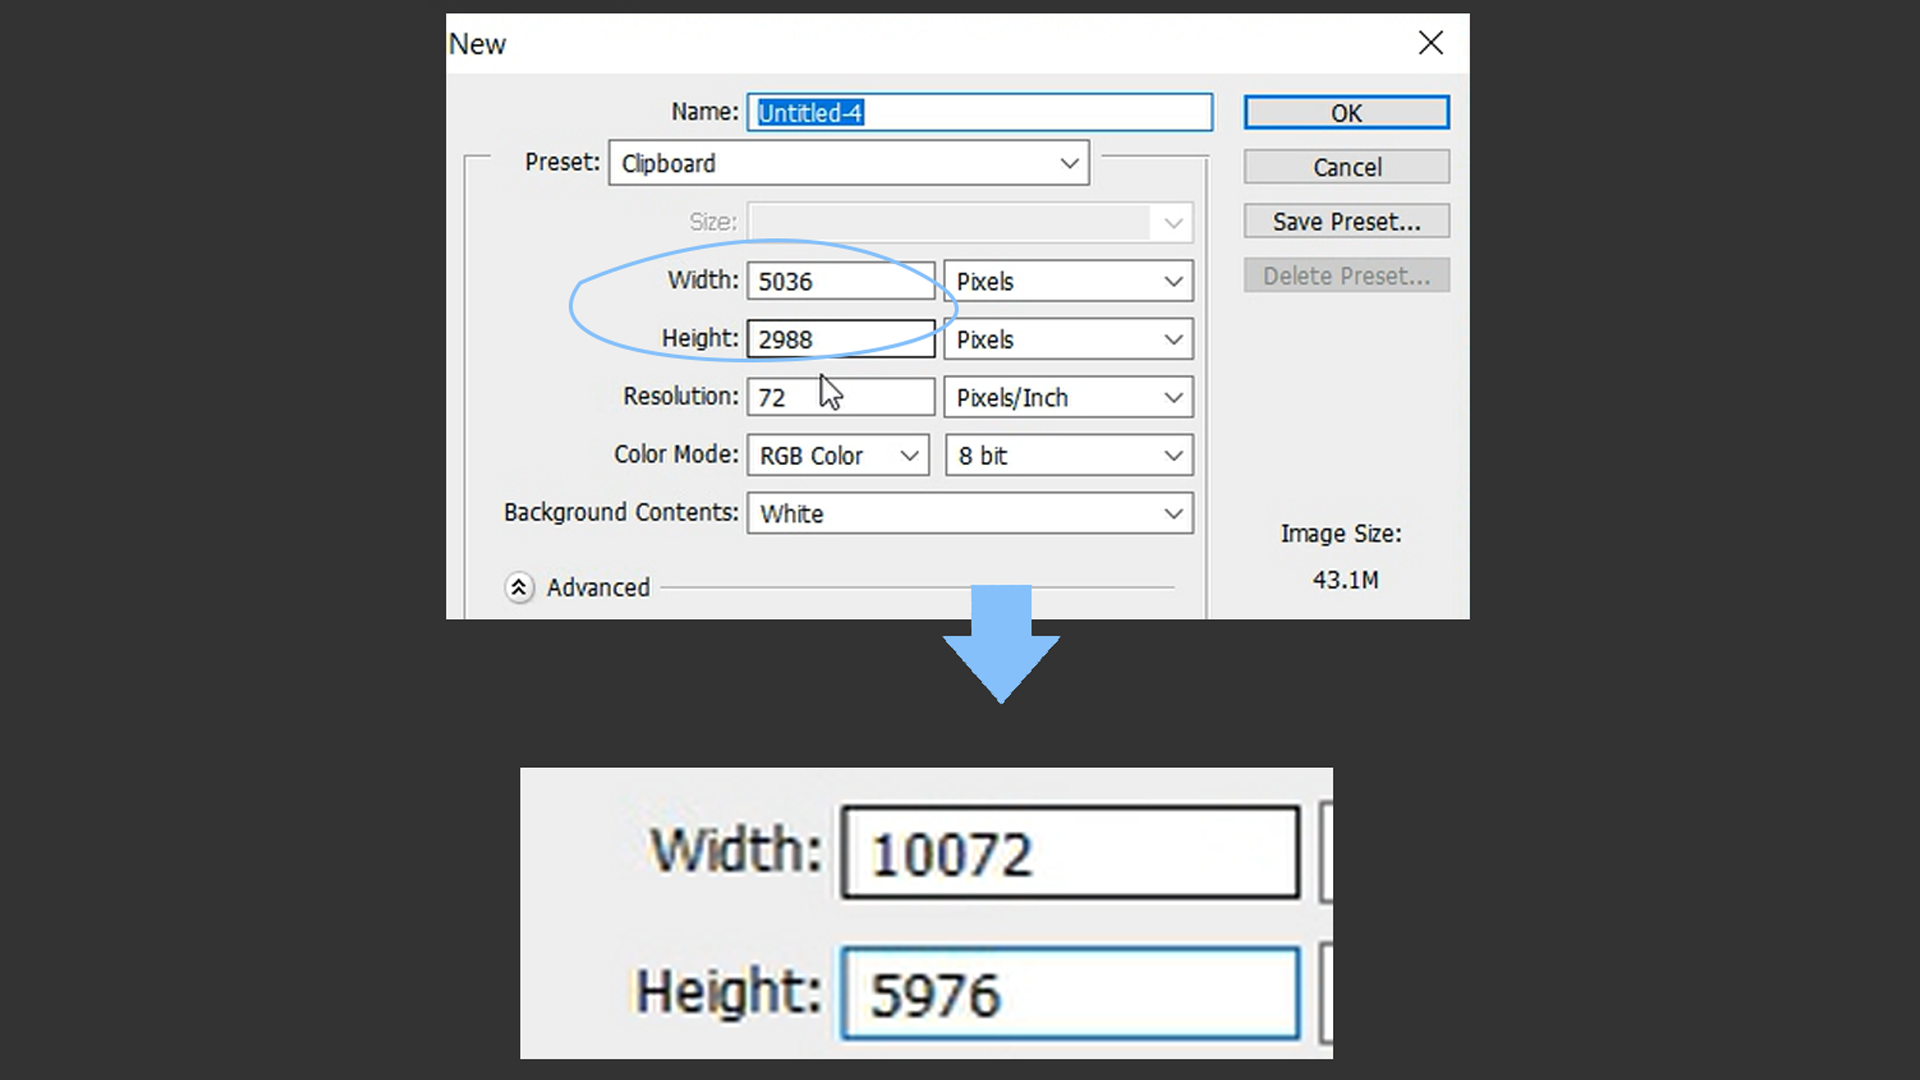 New
Name: Untitled-4 OK
Preset: Clipboard Cancel
Size: Save Preset...
Width: 5036 Pixels Delete Preset...
Height: 2988 Pixels
Resolution: 72 Pixels/Inch
Color Mode: RGB Color 8 bit
Background Contents: White
Image Size:
43.1M
Advanced
Width: 10072
Height: 5976